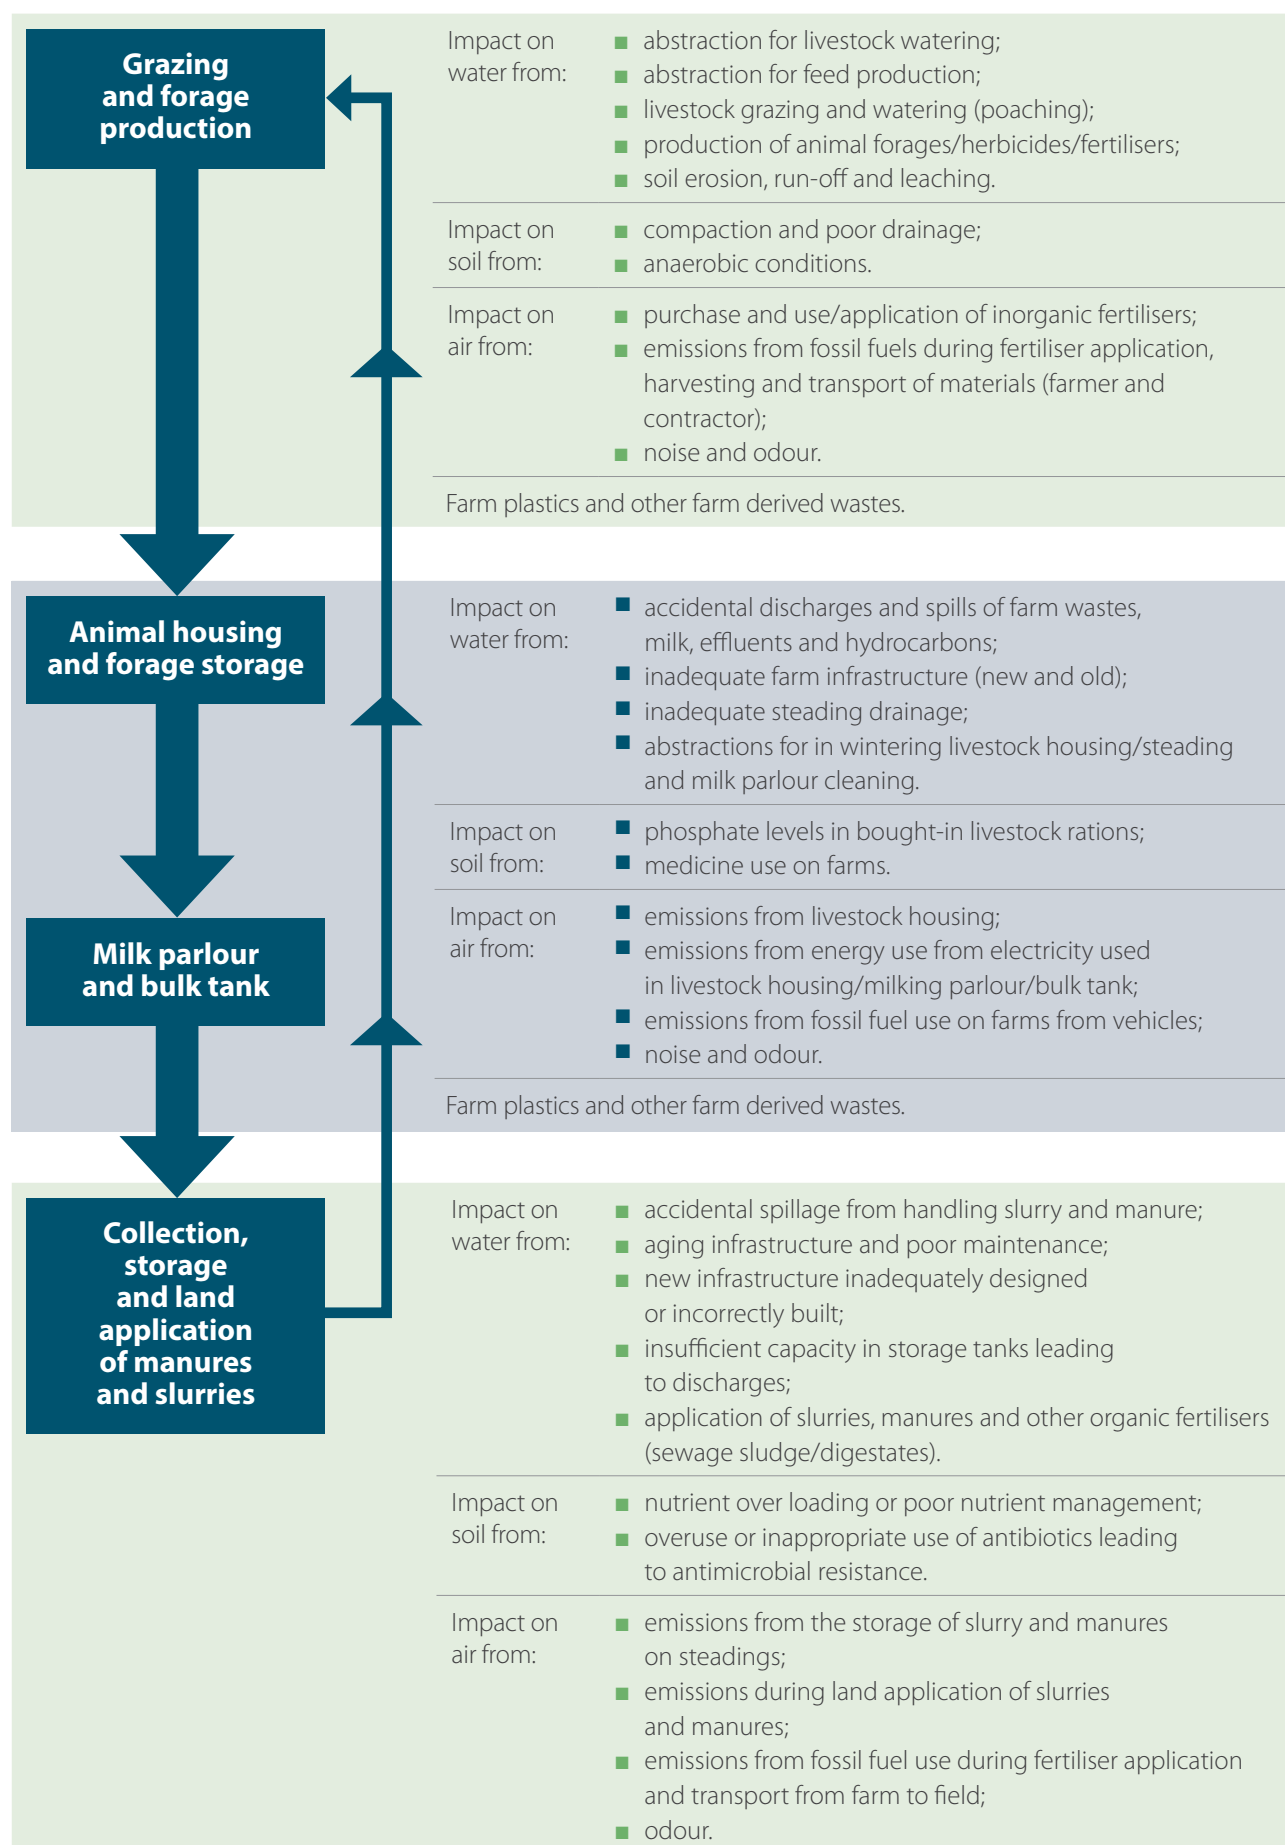 Grazing
and forage
production
Impact on
water from:
■ abstraction for livestock watering;
■ abstraction for feed production;
■ livestock grazing and watering (poaching);
■ production of animal forages/herbicides/fertilisers;
■ soil erosion, run-off and leaching.
Impact on
soil from:
■ compaction and poor drainage;
■ anaerobic conditions.
Impact on
air from:
■ purchase and use/application of inorganic fertilisers;
■ emissions from fossil fuels during fertiliser application,
harvesting and transport of materials (farmer and
contractor);
■ noise and odour.
Farm plastics and other farm derived wastes.
Animal housing
and forage storage
Impact on
water from:
■ accidental discharges and spills of farm wastes,
milk, effluents and hydrocarbons;
■ inadequate farm infrastructure (new and old);
■ inadequate steading drainage;
■ abstractions for in wintering livestock housing/steading
and milk parlour cleaning.
Impact on
soil from:
■ phosphate levels in bought-in livestock rations;
■ medicine use on farms.
Milk parlour
and bulk tank
Impact on
air from:
■ emissions from livestock housing;
■ emissions from energy use from electricity used
in livestock housing/milking parlour/bulk tank;
■ emissions from fossil fuel use on farms from vehicles;
■ noise and odour.
Farm plastics and other farm derived wastes.
Collection,
storage
and land
application
of manures
and slurries
Impact on
water from:
■ accidental spillage from handling slurry and manure;
■ aging infrastructure and poor maintenance;
■ new infrastructure inadequately designed
or incorrectly built;
■ insufficient capacity in storage tanks leading
to discharges;
■ application of slurries, manures and other organic fertilisers
(sewage sludge/digestates).
Impact on
soil from:
■ nutrient over loading or poor nutrient management;
■ overuse or inappropriate use of antibiotics leading
to antimicrobial resistance.
Impact on
air from:
■ emissions from the storage of slurry and manures
on steadings;
■ emissions during land application of slurries
and manures;
■ emissions from fossil fuel use during fertiliser application
and transport from farm to field;
■ odour.